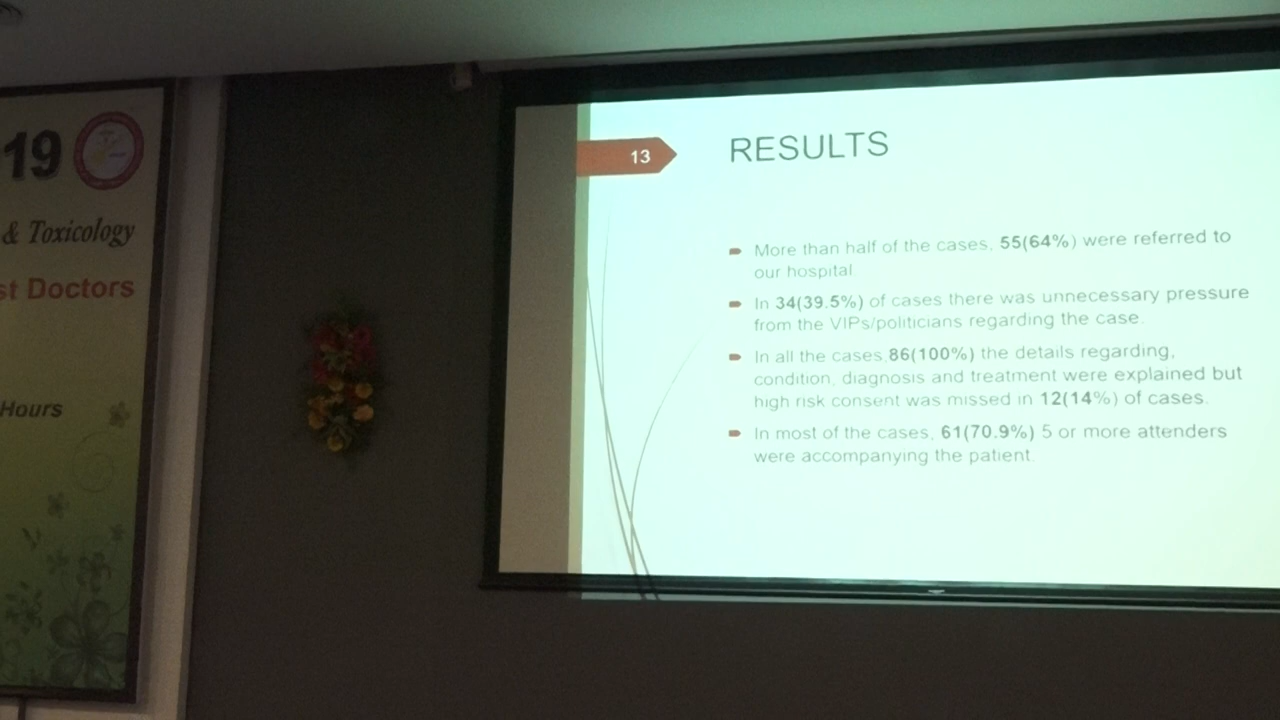 19
& Toxicology
st Doctors
Hours
13
RESULTS
More than half of the cases, 55(64%) were referred to
our hospital
In 34(39.5%) of cases there was unnecessary pressure
from the VIPs/politicians regarding the case.
In all the cases 86(100%) the details regarding,
condition, diagnosis and treatment were explained but
high risk consent was missed in 12(14%) of cases.
In most of the cases, 61(70.9%) 5 or more attenders
were accompanying the patient.